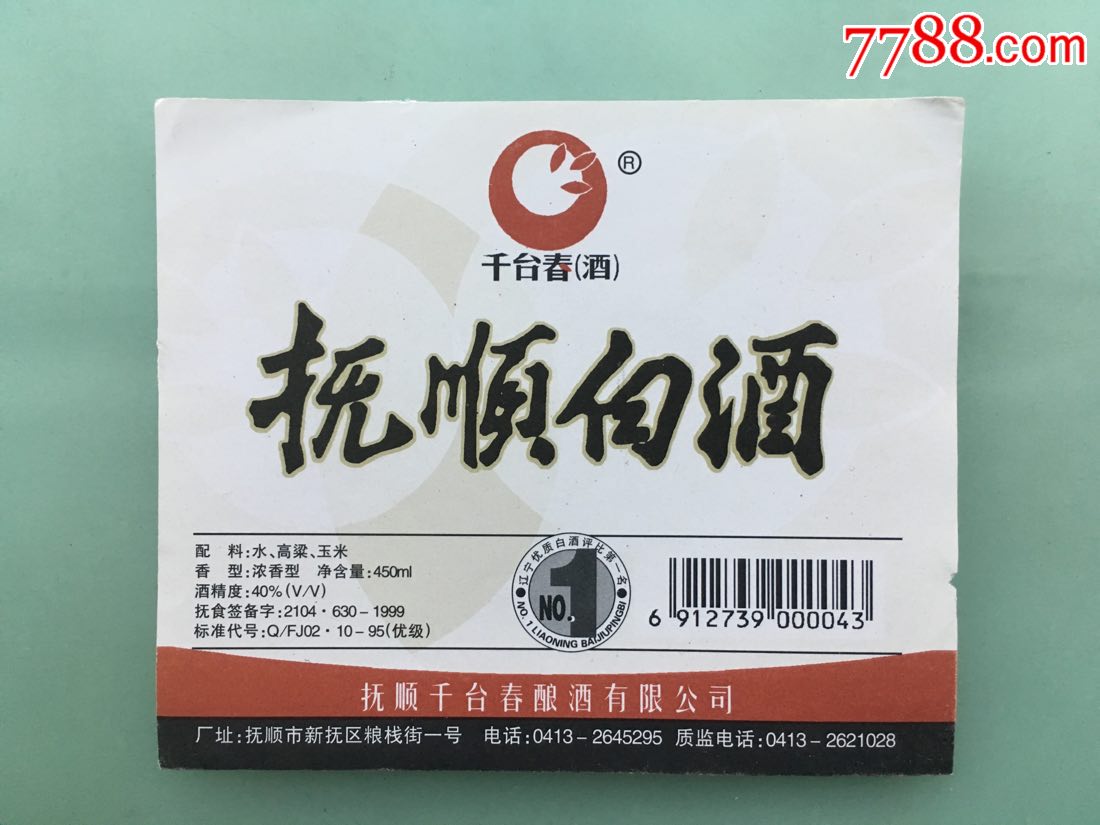 7788.com
®
千台春(酒)
抚順白酒
配 料:水、高粱、玉米
香 型:浓香型 净含量:450ml
酒精度:40%(V/V)
抚食签备字:2104·630-1999
标准代号:Q/FJ02·10-95(优级)
辽宁优质白酒评比第一名
NO.1
NO.1 LIAONING BAIJIUPINGBI
6 912739 000043
抚顺千台春酿酒有限公司
厂址:抚顺市新抚区粮栈街一号 电话:0413-2645295 质监电话:0413-2621028